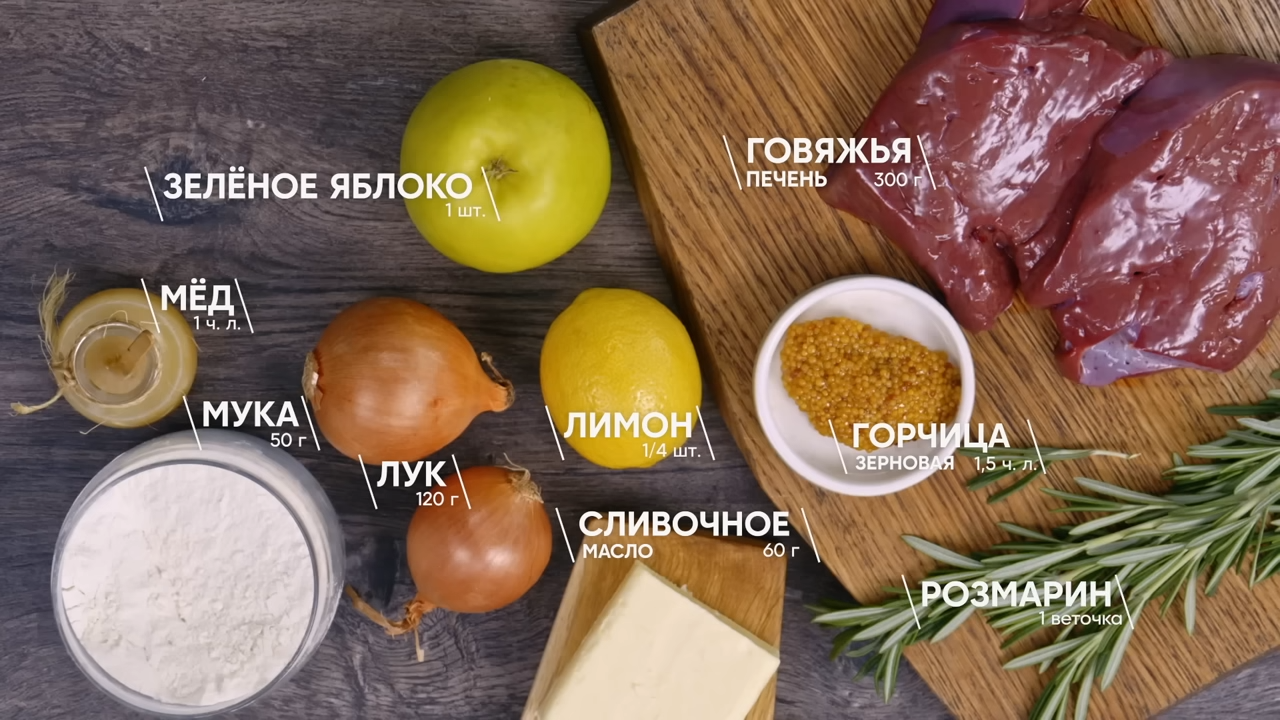 ГОВЯЖЬЯ
ПЕЧЕНЬ 300 г
ЗЕЛЁНОЕ ЯБЛОКО
1 шт.
МЁД
1 ч. л.
МУКА
50 г
ЛИМОН
1/4 шт.
ГОРЧИЦА
ЗЕРНОВАЯ 1,5 ч. л.
ЛУК
120 г
СЛИВОЧНОЕ
МАСЛО 60 г
РОЗМАРИН
1 веточка